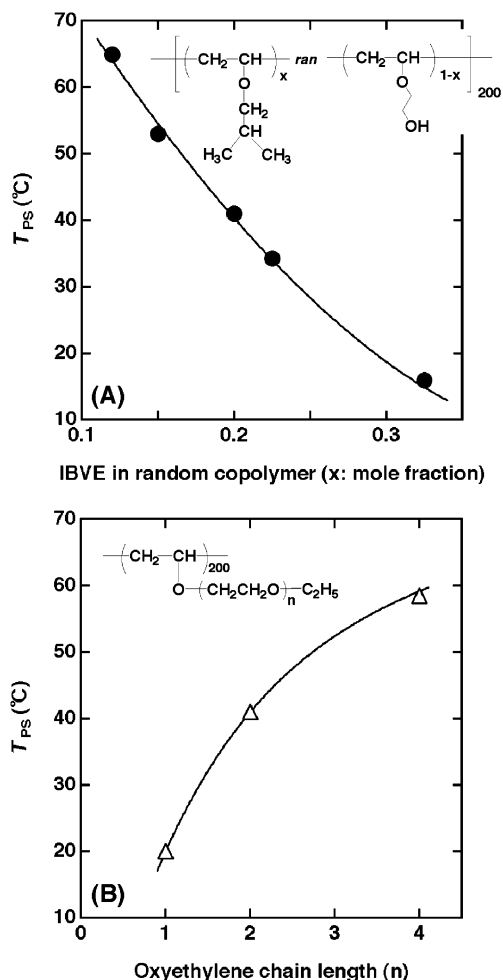 70
60
50
40
30
20
10
T_PS (°C)
CH₂ CH x ran CH₂ CH 1-x 200
O O
CH₂
CH OH
H₃C CH₃
(A)
0.1 0.2 0.3
IBVE in random copolymer (x: mole fraction)
70
60
50
40
30
20
10
T_PS (°C)
CH₂ CH 200
O CH₂CH₂O n C₂H₅
(B)
0 1 2 3 4
Oxyethylene chain length (n)